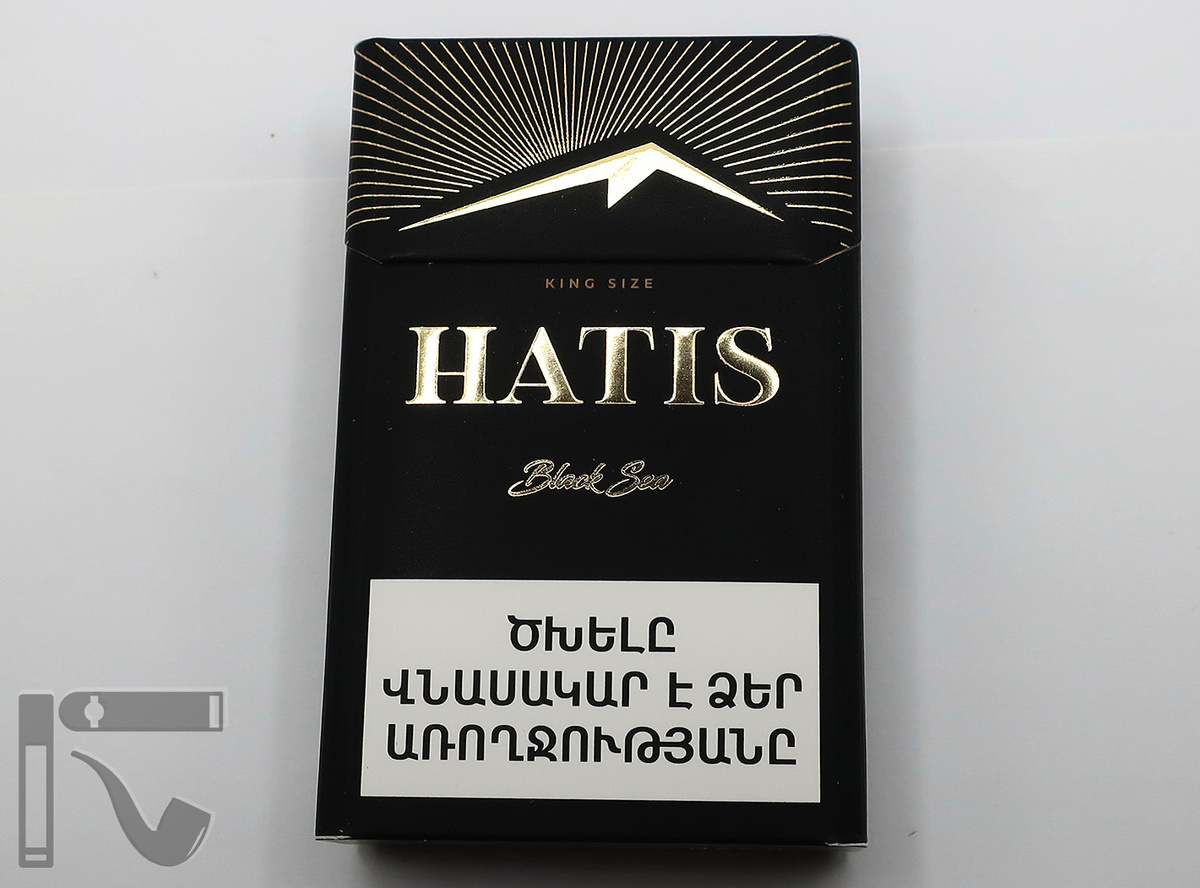 KING SIZE
HATIS
Black Sea
ԾԽԵԼԸ
ՎՆԱՍԱԿԱՐ Է ՁԵՐ
ԱՌՈՂՋՈՒԹՅԱՆԸ